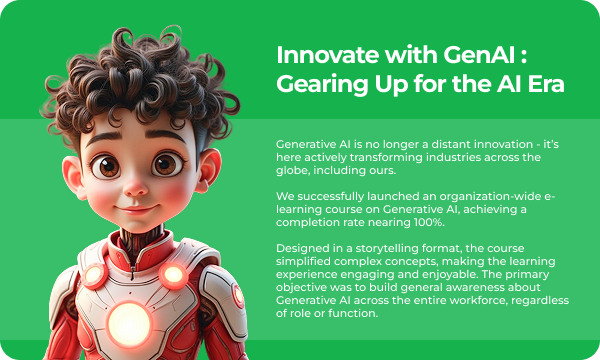 Innovate with GenAI :
Gearing Up for the AI Era
Generative AI is no longer a distant innovation - it's
here actively transforming industries across the
globe, including ours.
We successfully launched an organization-wide e-
learning course on Generative AI, achieving a
completion rate nearing 100%.
Designed in a storytelling format, the course
simplified complex concepts, making the learning
experience engaging and enjoyable. The primary
objective was to build general awareness about
Generative AI across the entire workforce, regardless
of role or function.